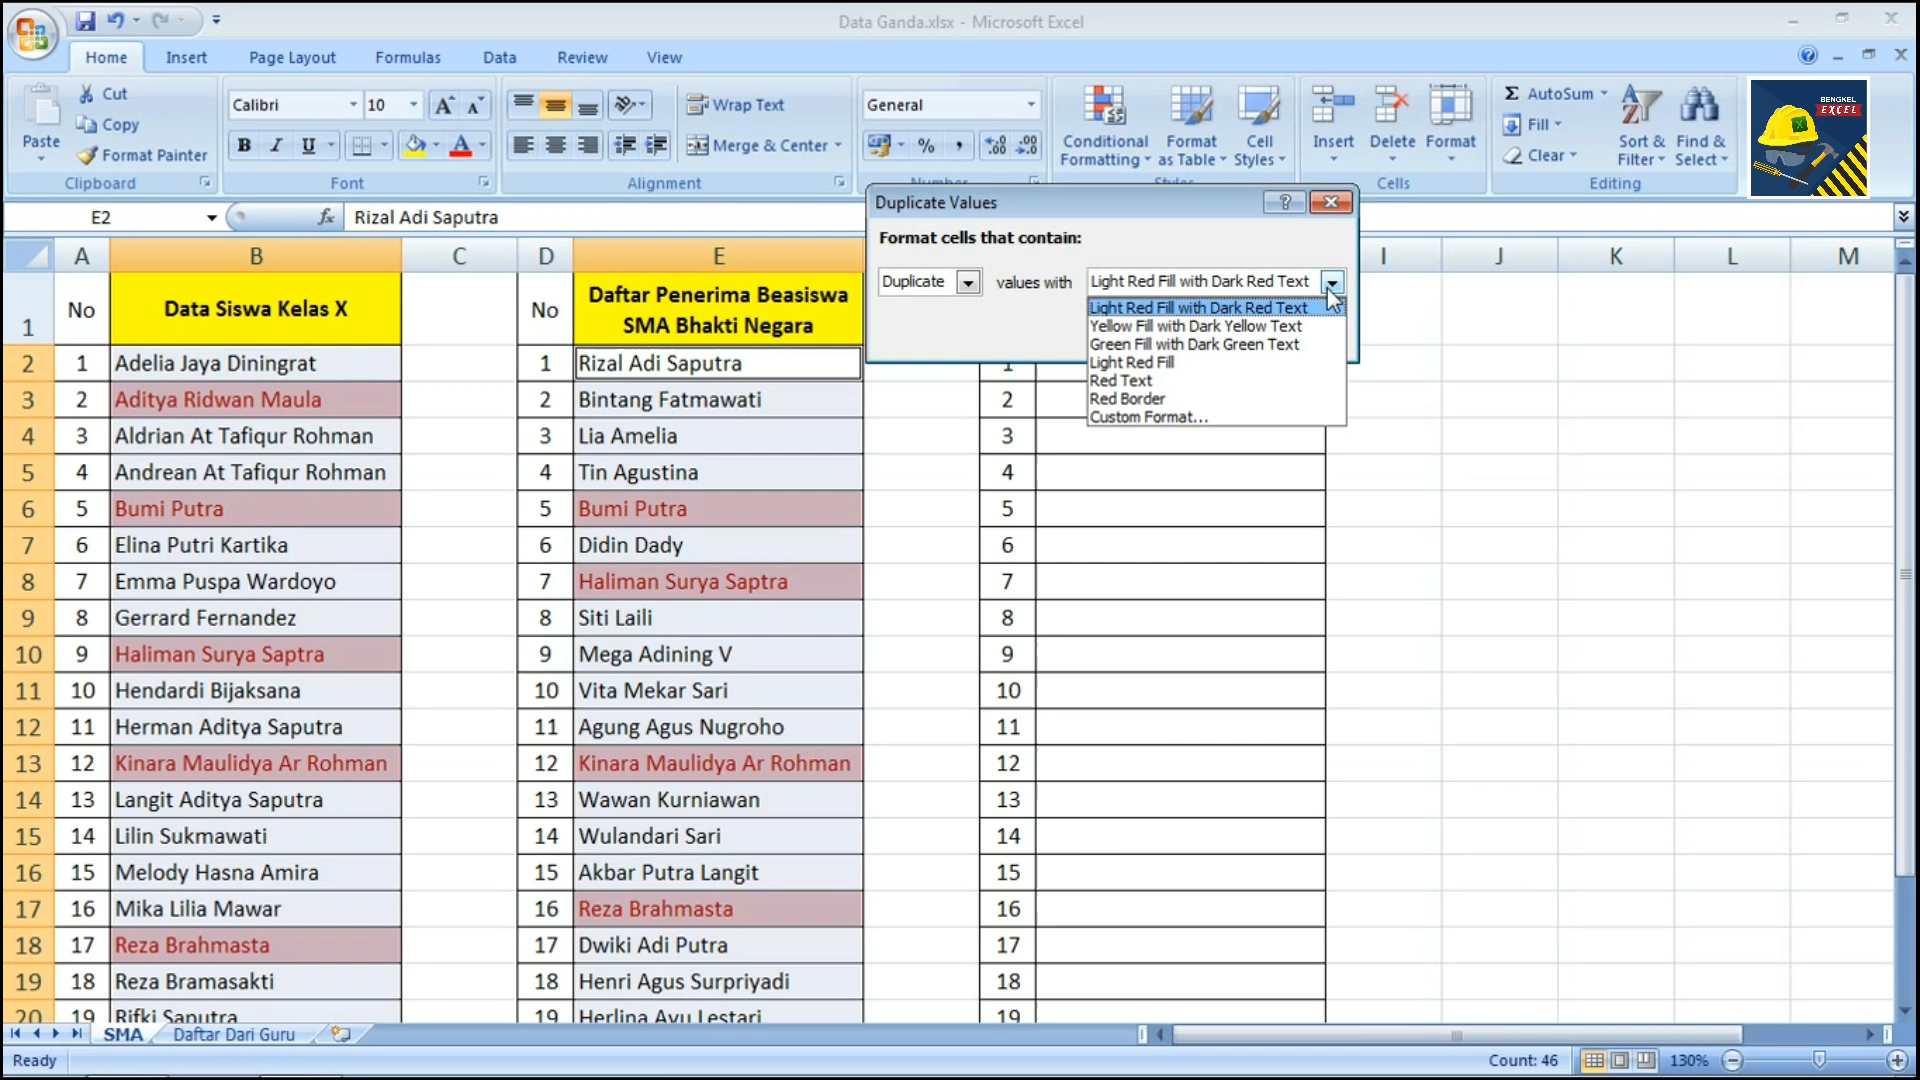 Data Ganda.xlsx - Microsoft Excel
Home Insert Page Layout Formulas Data Review View
Paste
Cut
Copy
Format Painter
Clipboard
Calibri 10
B I U
Font
Wrap Text
Merge & Center
Alignment
General
%
Conditional Formatting
Format as Table
Cell Styles
Insert Delete Format
Cells
Σ AutoSum
Fill
Clear
Sort & Filter
Find & Select
Editing
BENGKEL
EXCEL
E2 fx Rizal Adi Saputra
Duplicate Values
Format cells that contain:
Duplicate values with Light Red Fill with Dark Red Text
Light Red Fill with Dark Red Text
Yellow Fill with Dark Yellow Text
Green Fill with Dark Green Text
Light Red Fill
Red Text
Red Border
Custom Format...
A B C D E I J K L M
1 No Data Siswa Kelas X No Daftar Penerima Beasiswa
SMA Bhakti Negara
2 1 Adelia Jaya Diningrat 1 Rizal Adi Saputra 1
3 2 Aditya Ridwan Maula 2 Bintang Fatmawati 2
4 3 Aldrian At Tafiqur Rohman 3 Lia Amelia 3
5 4 Andrean At Tafiqur Rohman 4 Tin Agustina 4
6 5 Bumi Putra 5 Bumi Putra 5
7 6 Elina Putri Kartika 6 Didin Dady 6
8 7 Emma Puspa Wardoyo 7 Haliman Surya Saptra 7
9 8 Gerrard Fernandez 8 Siti Laili 8
10 9 Haliman Surya Saptra 9 Mega Adining V 9
11 10 Hendardi Bijaksana 10 Vita Mekar Sari 10
12 11 Herman Aditya Saputra 11 Agung Agus Nugroho 11
13 12 Kinara Maulidya Ar Rohman 12 Kinara Maulidya Ar Rohman 12
14 13 Langit Aditya Saputra 13 Wawan Kurniawan 13
15 14 Lilin Sukmawati 14 Wulandari Sari 14
16 15 Melody Hasna Amira 15 Akbar Putra Langit 15
17 16 Mika Lilia Mawar 16 Reza Brahmasta 16
18 17 Reza Brahmasta 17 Dwiki Adi Putra 17
19 18 Reza Bramasakti 18 Henri Agus Surpriyadi 18
20 19 Rifki Saputra 19 Herlina Ayu Lestari 19
SMA Daftar Dari Guru
Ready Count: 46 130%